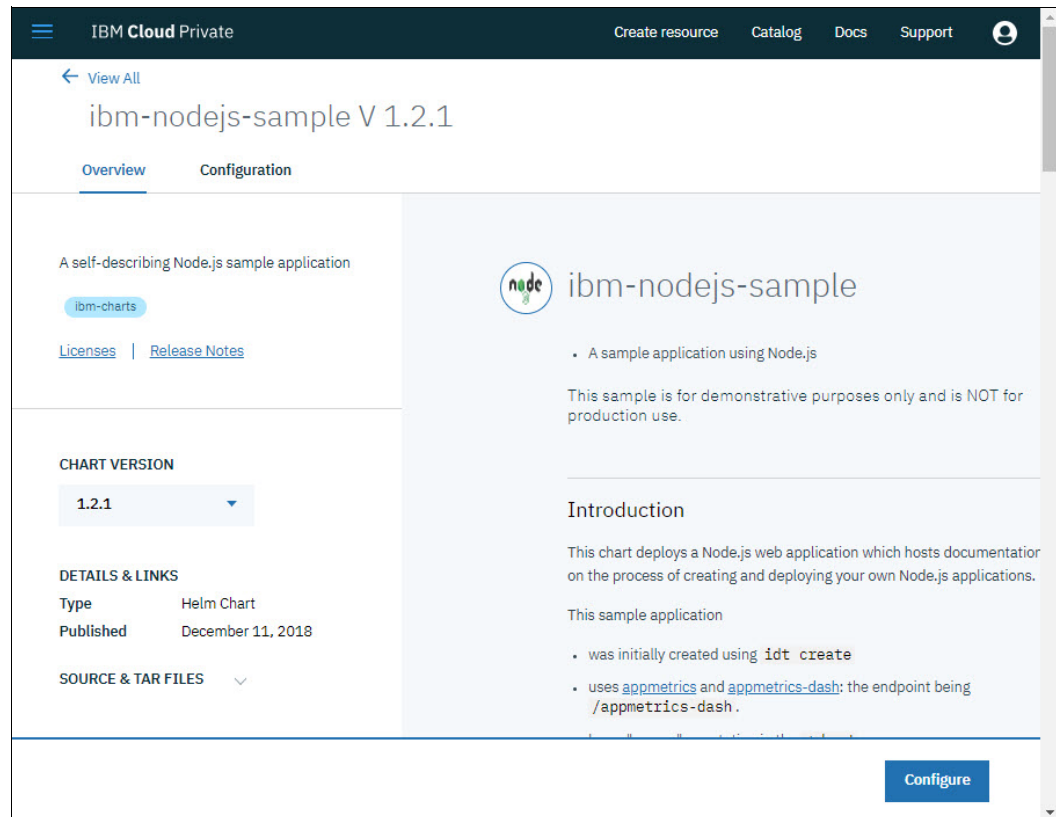 IBM Cloud Private
Create resource
Catalog
Docs
Support
View All
ibm-nodejs-sample V 1.2.1
Overview
Configuration
A self-describing Node.js sample application
ibm-charts
Licenses | Release Notes
CHART VERSION
1.2.1
DETAILS & LINKS
Type Helm Chart
Published December 11, 2018
SOURCE & TAR FILES
node
ibm-nodejs-sample
• A sample application using Node.js
This sample is for demonstrative purposes only and is NOT for
production use.
Introduction
This chart deploys a Node.js web application which hosts documentation
on the process of creating and deploying your own Node.js applications.
This sample application
• was initially created using idt create
• uses appmetrics and appmetrics-dash: the endpoint being
/appmetrics-dash.
Configure